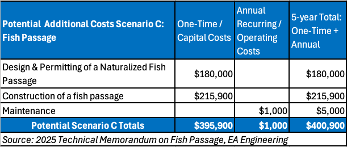 Potential Additional Costs Scenario C: Fish Passage | One-Time / Capital Costs | Annual Recurring / Operating Costs | 5-year Total: One-Time + Annual
Design & Permitting of a Naturalized Fish Passage | $180,000 | | $180,000
Construction of a fish passage | $215,900 | | $215,900
Maintenance | | $1,000 | $5,000
Potential Scenario C Totals | $395,900 | $1,000 | $400,900
Source: 2025 Technical Memorandum on Fish Passage, EA Engineering